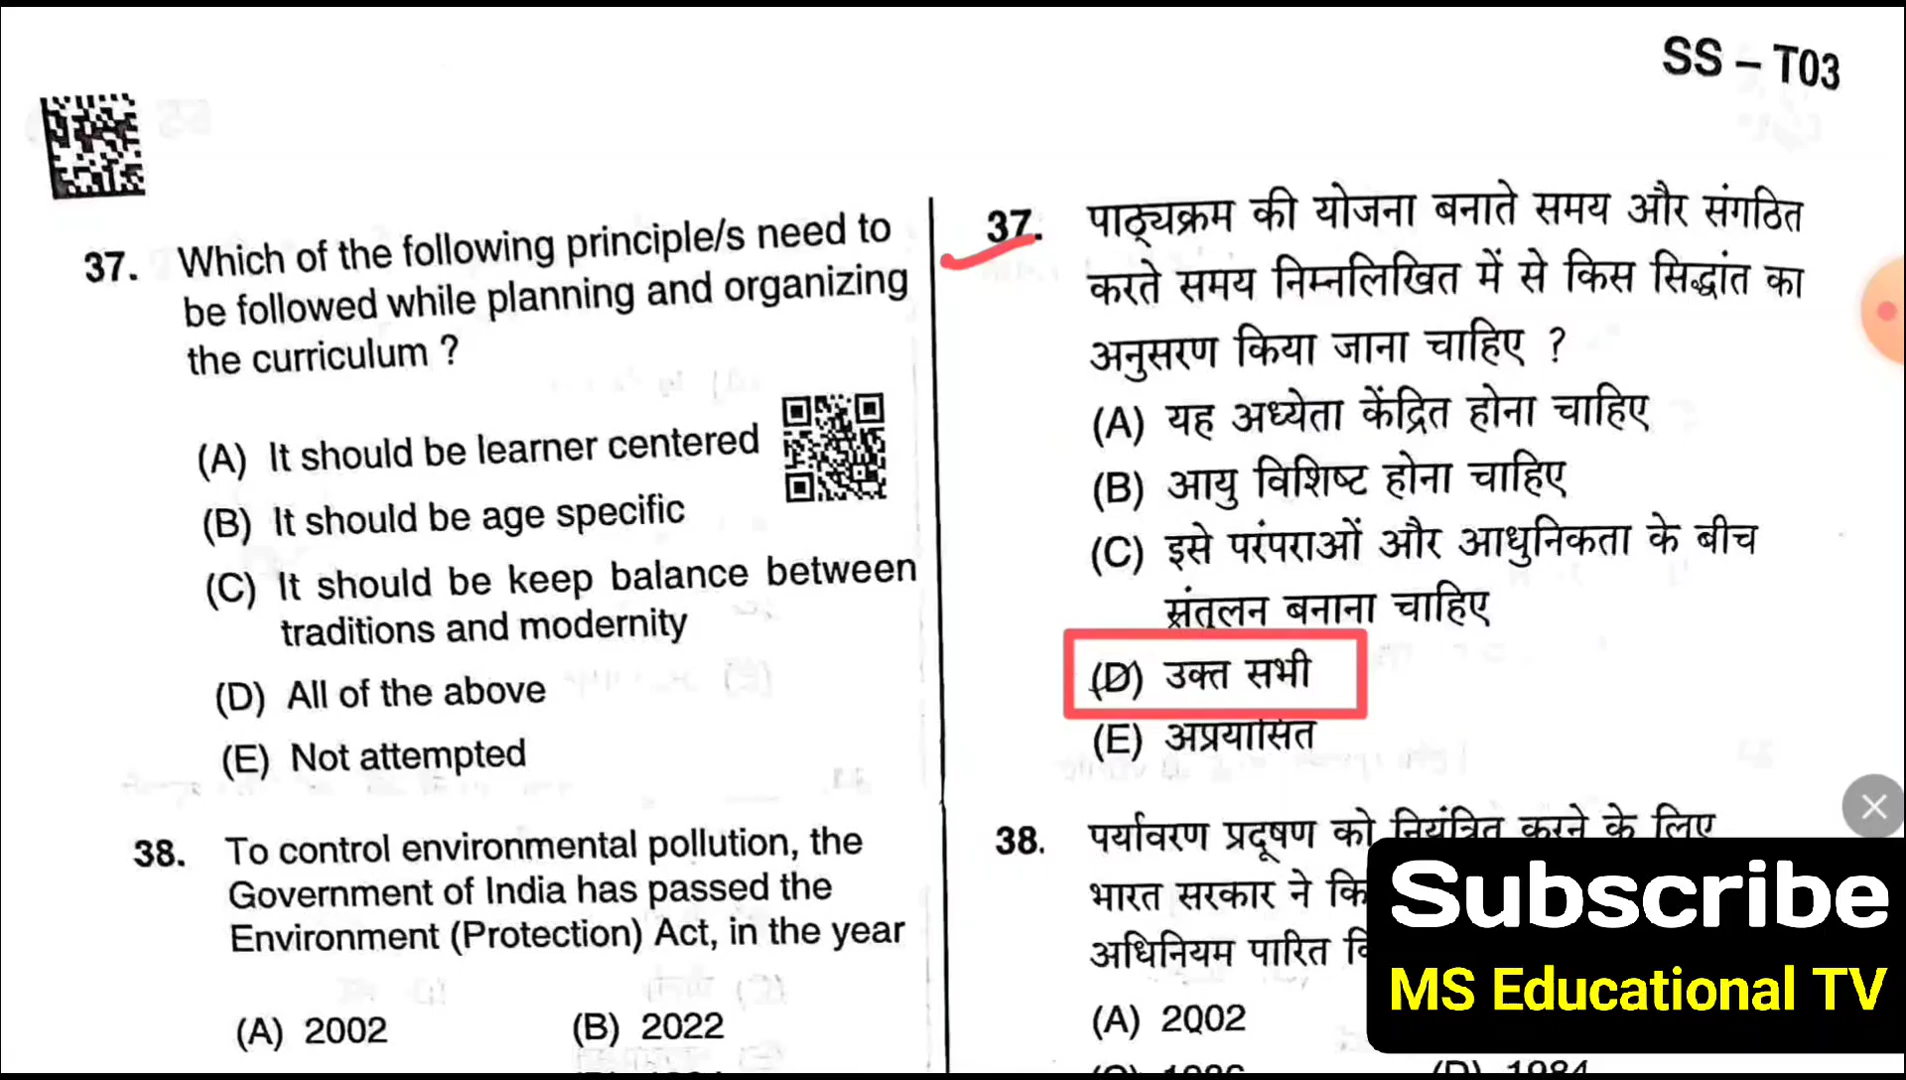 SS – T03
37. Which of the following principle/s need to
be followed while planning and organizing
the curriculum ?
(A) It should be learner centered
(B) It should be age specific
(C) It should be keep balance between
traditions and modernity
(D) All of the above
(E) Not attempted
38. To control environmental pollution, the
Government of India has passed the
Environment (Protection) Act, in the year
(A) 2002 (B) 2022
37. पाठ्यक्रम की योजना बनाते समय और संगठित
करते समय निम्नलिखित में से किस सिद्धांत का
अनुसरण किया जाना चाहिए ?
(A) यह अध्येता केंद्रित होना चाहिए
(B) आयु विशिष्ट होना चाहिए
(C) इसे परंपराओं और आधुनिकता के बीच
संतुलन बनाना चाहिए
(D) उक्त सभी
(E) अप्रयासित
38. पर्यावरण प्रदूषण को नियंत्रित करने के लिए
भारत सरकार ने
अधिनियम पारित
(A) 2002
(D) 1984
Subscribe
MS Educational TV